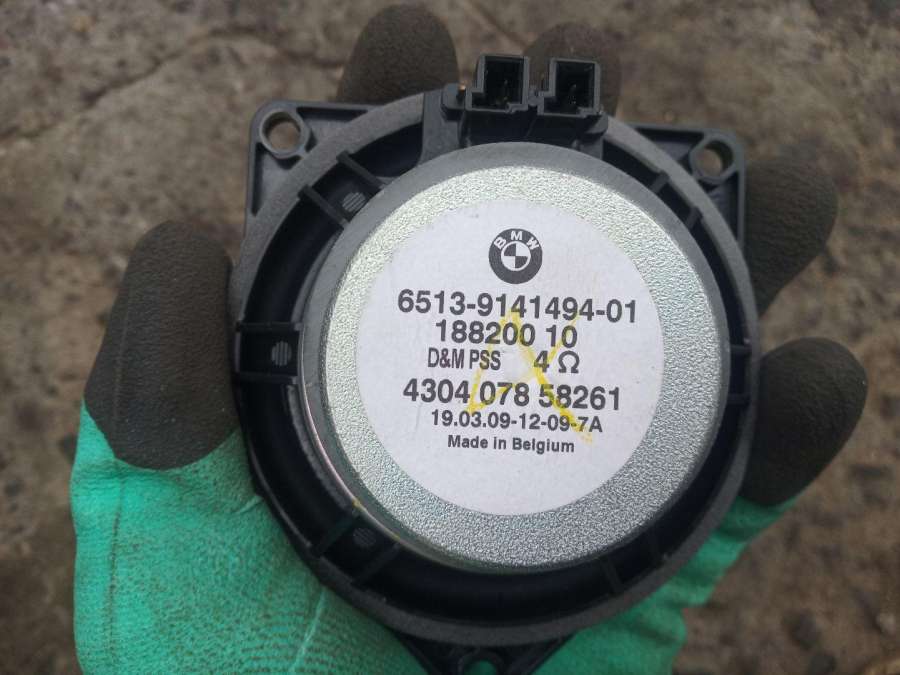 BMW
6513-9141494-01
188200 10
D&M PSS 4 Ω
4304 078 58261
19.03.09-12-09-7A
Made in Belgium